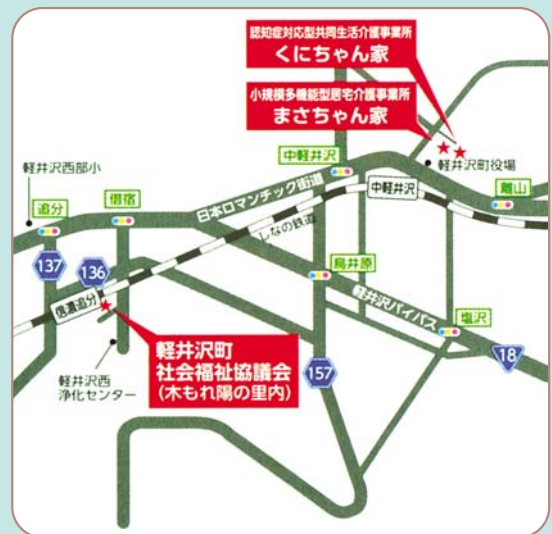 認知症対応型共同生活介護事業所
くにちゃん家
小規模多機能型居宅介護事業所
まさちゃん家
軽井沢町役場
中軽井沢
離山
軽井沢西部小
追分
借宿
日本ロマンチック街道
中軽井沢
しなの鉄道
137
136
信濃追分
鳥井原
軽井沢バイパス
塩沢
18
軽井沢町
社会福祉協議会
(木もれ陽の里内)
157
軽井沢西
浄化センター